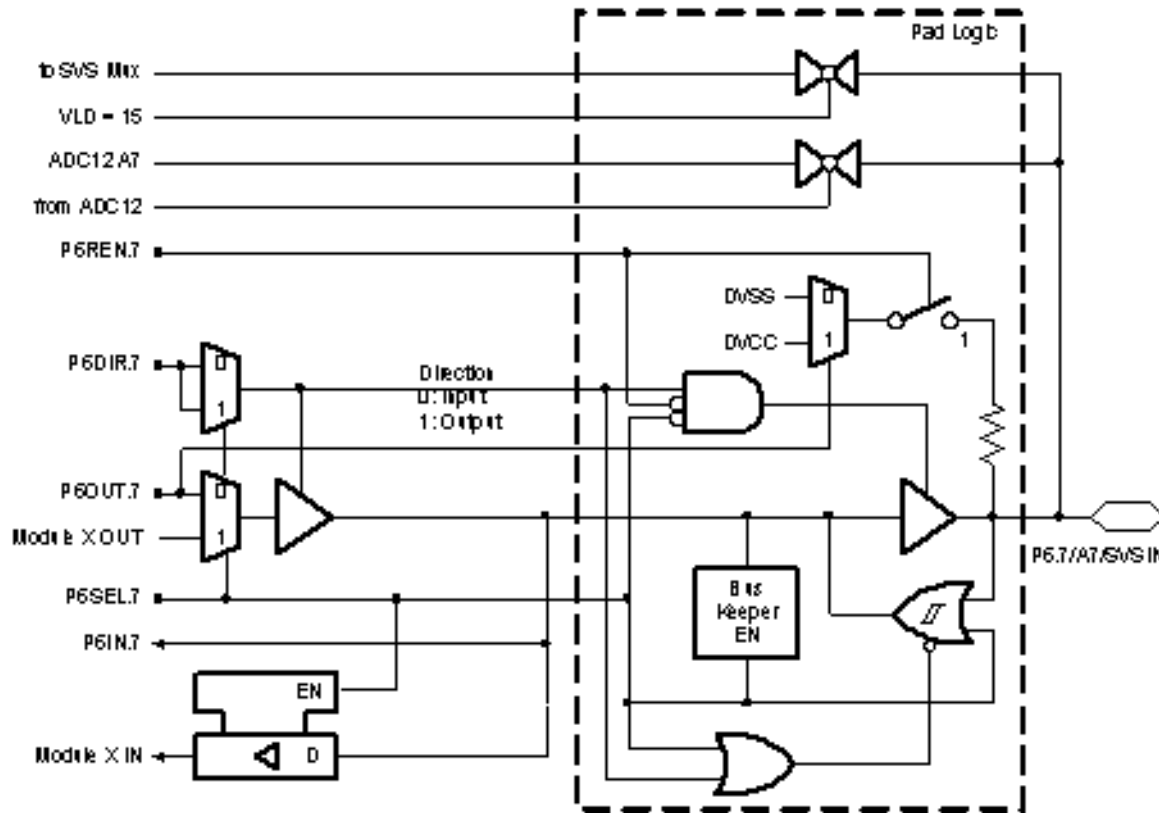 Pad Logic
to SVS Mux
VLD = 15
ADC12 A7
from ADC12
P6REN.7
DVSS
0
DVCC
1
1
P6DIR.7
0
1
Direction
0: Input
1: Output
P6OUT.7
0
Module X OUT
1
P6.7/A7/SVSIN
P6SEL.7
Bus
Keeper
EN
P6IN.7
EN
Module X IN
D